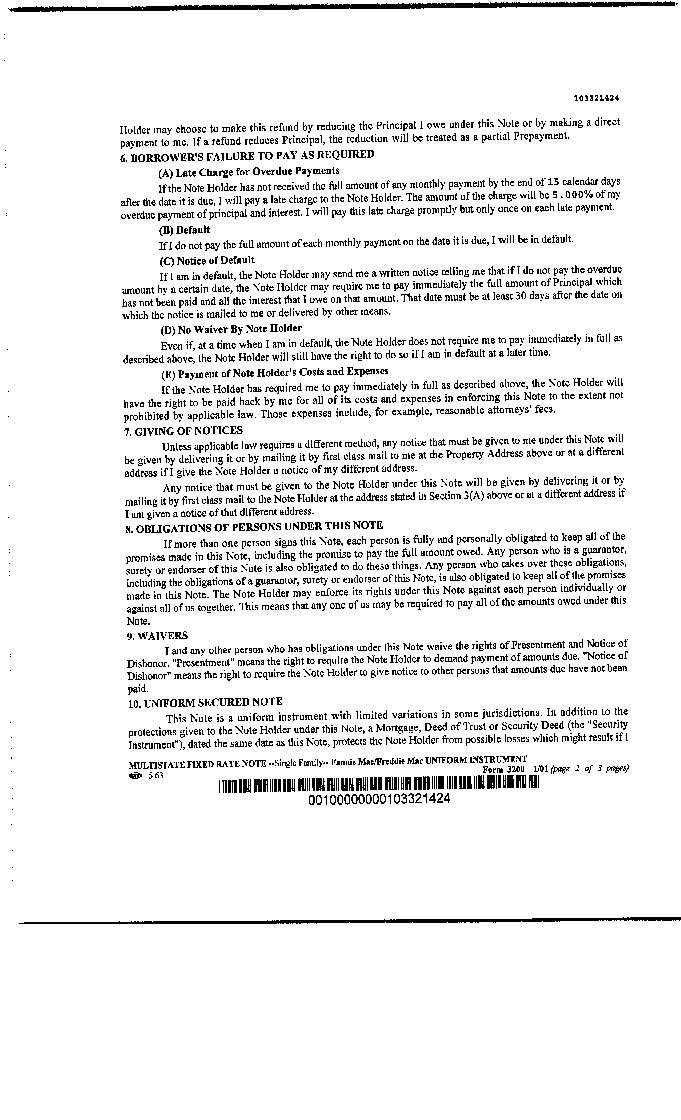 103321424
Holder may choose to make this refund by reducing the Principal I owe under this Note or by making a direct
payment to me. If a refund reduces Principal, the reduction will be treated as a partial Prepayment.
6. BORROWER'S FAILURE TO PAY AS REQUIRED
(A) Late Charge for Overdue Payments
If the Note Holder has not received the full amount of any monthly payment by the end of 15 calendar days
after the date it is due, I will pay a late charge to the Note Holder. The amount of the charge will be 5.000% of my
overdue payment of principal and interest. I will pay this late charge promptly but only once on each late payment.
(B) Default
If I do not pay the full amount of each monthly payment on the date it is due, I will be in default.
(C) Notice of Default
If I am in default, the Note Holder may send me a written notice telling me that if I do not pay the overdue
amount by a certain date, the Note Holder may require me to pay immediately the full amount of Principal which
has not been paid and all the interest that I owe on that amount. That date must be at least 30 days after the date on
which the notice is mailed to me or delivered by other means.
(D) No Waiver By Note Holder
Even if, at a time when I am in default, the Note Holder does not require me to pay immediately in full as
described above, the Note Holder will still have the right to do so if I am in default at a later time.
(E) Payment of Note Holder's Costs and Expenses
If the Note Holder has required me to pay immediately in full as described above, the Note Holder will
have the right to be paid back by me for all of its costs and expenses in enforcing this Note to the extent not
prohibited by applicable law. Those expenses include, for example, reasonable attorneys' fees.
7. GIVING OF NOTICES
Unless applicable law requires a different method, any notice that must be given to me under this Note will
be given by delivering it or by mailing it by first class mail to me at the Property Address above or at a different
address if I give the Note Holder a notice of my different address.
Any notice that must be given to the Note Holder under this Note will be given by delivering it or by
mailing it by first class mail to the Note Holder at the address stated in Section 3(A) above or at a different address if
I am given a notice of that different address.
8. OBLIGATIONS OF PERSONS UNDER THIS NOTE
If more than one person signs this Note, each person is fully and personally obligated to keep all of the
promises made in this Note, including the promise to pay the full amount owed. Any person who is a guarantor,
surety or endorser of this Note is also obligated to do these things. Any person who takes over these obligations,
including the obligations of a guarantor, surety or endorser of this Note, is also obligated to keep all of the promises
made in this Note. The Note Holder may enforce its rights under this Note against each person individually or
against all of us together. This means that any one of us may be required to pay all of the amounts owed under this
Note.
9. WAIVERS
I and any other person who has obligations under this Note waive the rights of Presentment and Notice of
Dishonor. "Presentment" means the right to require the Note Holder to demand payment of amounts due. "Notice of
Dishonor" means the right to require the Note Holder to give notice to other persons that amounts due have not been
paid.
10. UNIFORM SECURED NOTE
This Note is a uniform instrument with limited variations in some jurisdictions. In addition to the
protections given to the Note Holder under this Note, a Mortgage, Deed of Trust or Security Deed (the "Security
Instrument"), dated the same date as this Note, protects the Note Holder from possible losses which might result if I
MULTISTATE FIXED RATE NOTE--Single Family--Fannie Mae/Freddie Mac UNIFORM INSTRUMENT
Form 3200 1/01 (page 2 of 3 pages)
5.63
00100000000103321424